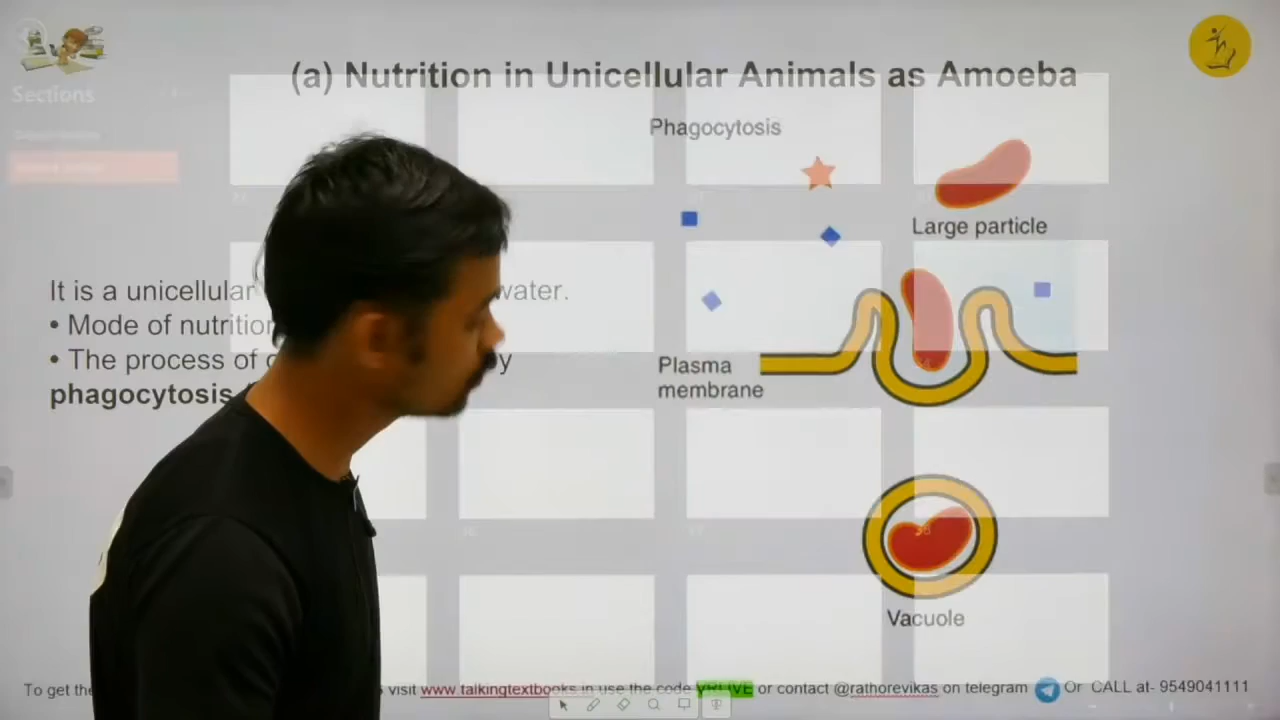 Sections
(a) Nutrition in Unicellular Animals as Amoeba
Phagocytosis
Large particle
It is a unicellular water.
• Mode of nutrition
• The process of
phagocytosis
Plasma
membrane
Vacuole
To get the visit www.talkingtextbooks.in use the code VRLIVE or contact @rathorevikas on telegram Or CALL at- 9549041111